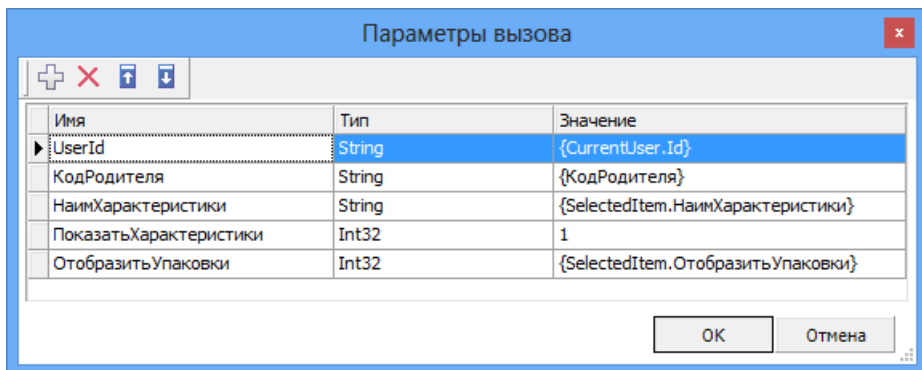 Параметры вызова
x
Имя Тип Значение
UserId String {CurrentUser.Id}
КодРодителя String {КодРодителя}
НаимХарактеристики String {SelectedItem.НаимХарактеристики}
ПоказатьХарактеристики Int32 1
ОтобразитьУпаковки Int32 {SelectedItem.ОтобразитьУпаковки}
OK Отмена